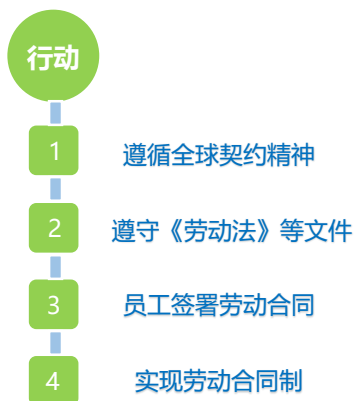 行动
1 遵循全球契约精神
2 遵守《劳动法》等文件
3 员工签署劳动合同
4 实现劳动合同制